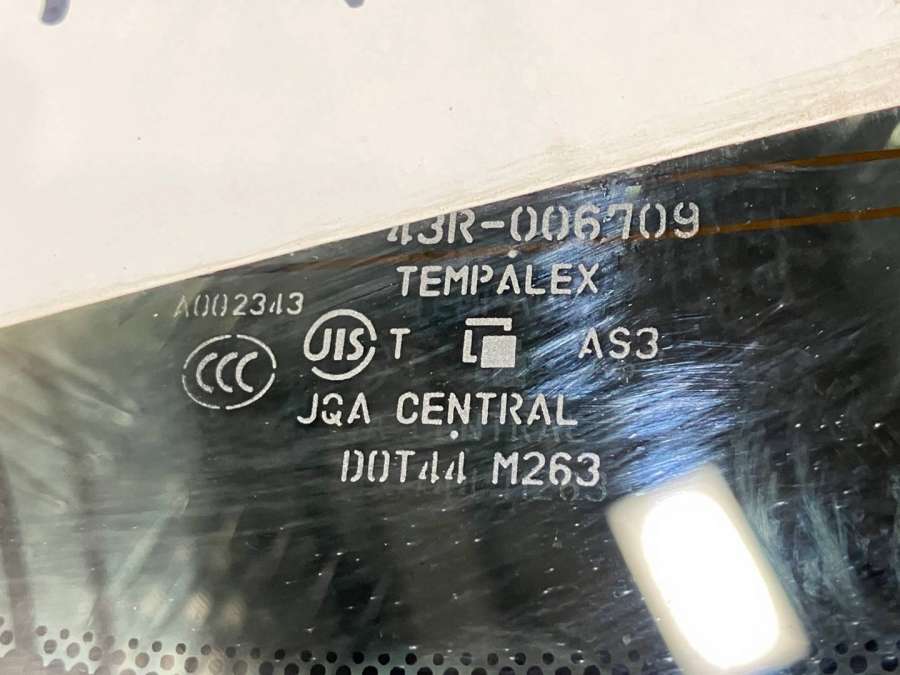 43R-006709
TEMPALEX
A002343
CCC JIS T AS3
JQA CENTRAL
DOT44 M263